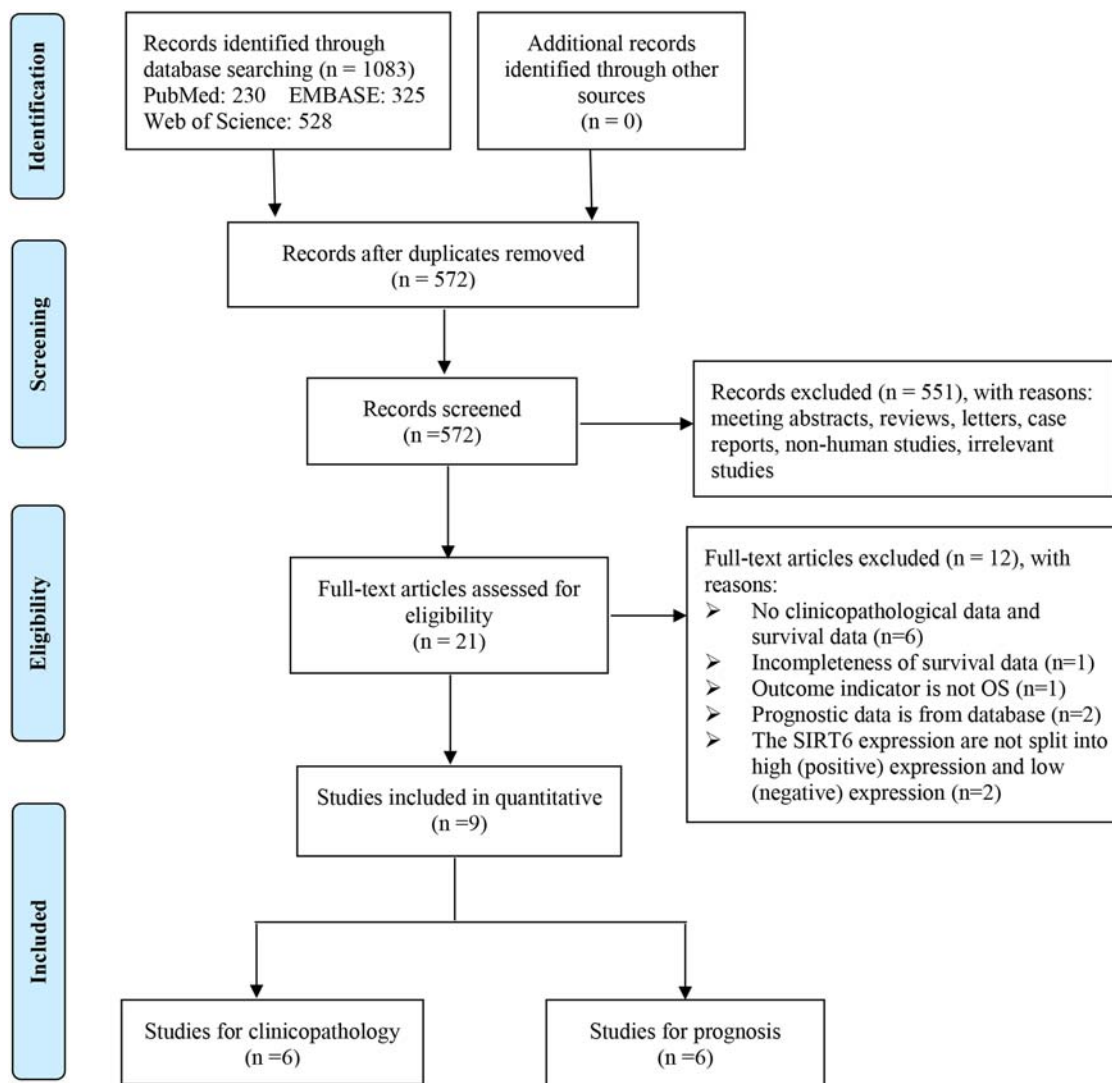 Identification
Records identified through
database searching (n = 1083)
PubMed: 230    EMBASE: 325
Web of Science: 528
Additional records
identified through other
sources
(n = 0)
Records after duplicates removed
(n = 572)
Screening
Records screened
(n =572)
Records excluded (n = 551), with reasons:
meeting abstracts, reviews, letters, case
reports, non-human studies, irrelevant
studies
Eligibility
Full-text articles assessed for
eligibility
(n = 21)
Full-text articles excluded (n = 12), with
reasons:
➢ No clinicopathological data and
survival data (n=6)
➢ Incompleteness of survival data (n=1)
➢ Outcome indicator is not OS (n=1)
➢ Prognostic data is from database (n=2)
➢ The SIRT6 expression are not split into
high (positive) expression and low
(negative) expression (n=2)
Studies included in quantitative
(n =9)
Included
Studies for clinicopathology
(n =6)
Studies for prognosis
(n =6)